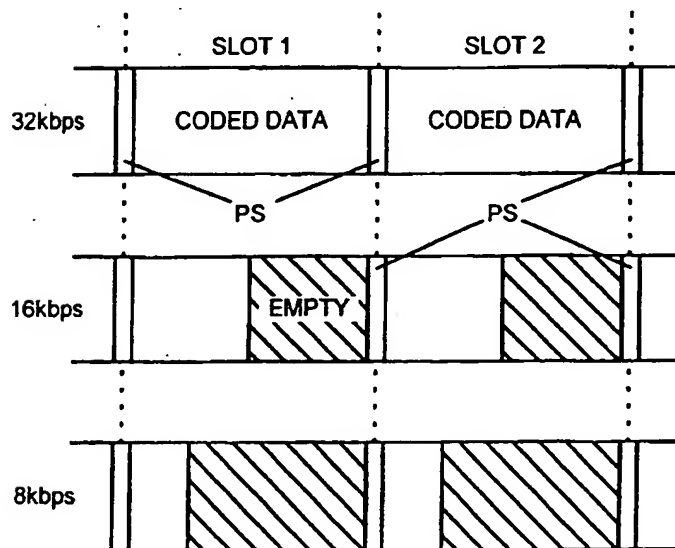 SLOT 1 SLOT 2
32kbps CODED DATA CODED DATA
PS PS
16kbps EMPTY
8kbps